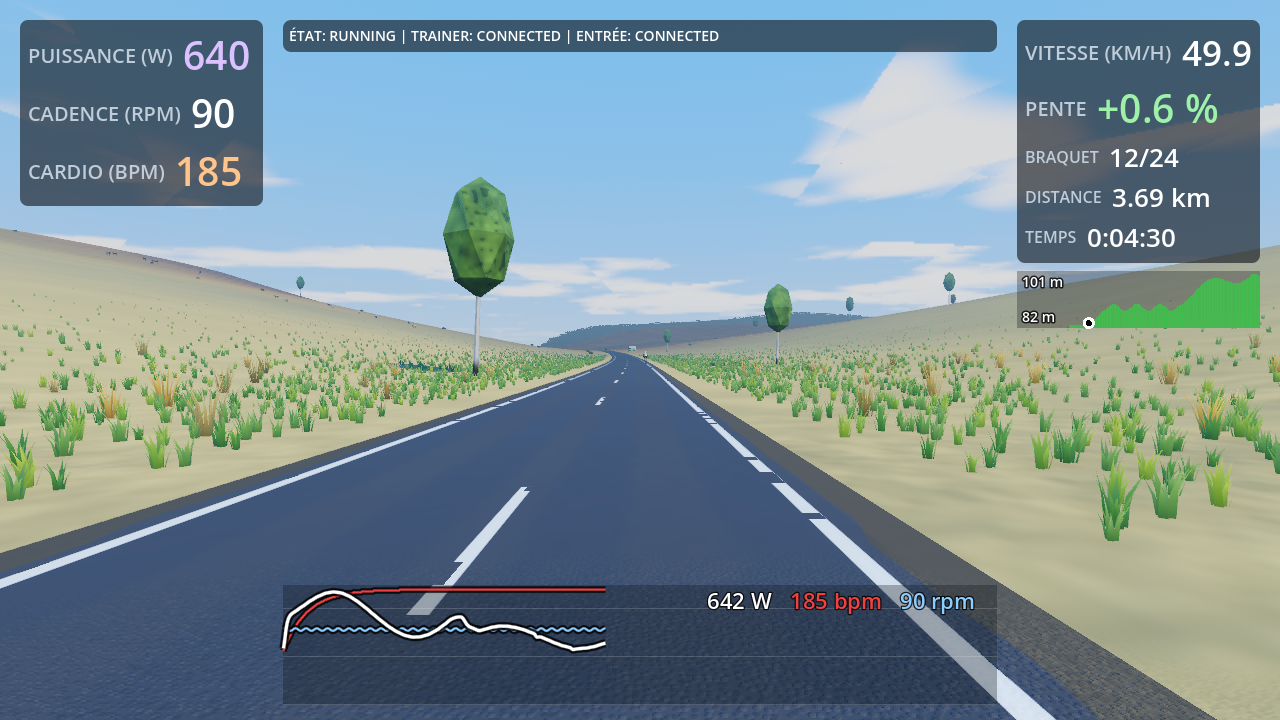 PUISSANCE (W) 640
CADENCE (RPM) 90
CARDIO (BPM) 185
ÉTAT: RUNNING | TRAINER: CONNECTED | ENTRÉE: CONNECTED
VITESSE (KM/H) 49.9
PENTE +0.6 %
BRAQUET 12/24
DISTANCE 3.69 km
TEMPS 0:04:30
101 m
82 m
642 W 185 bpm 90 rpm